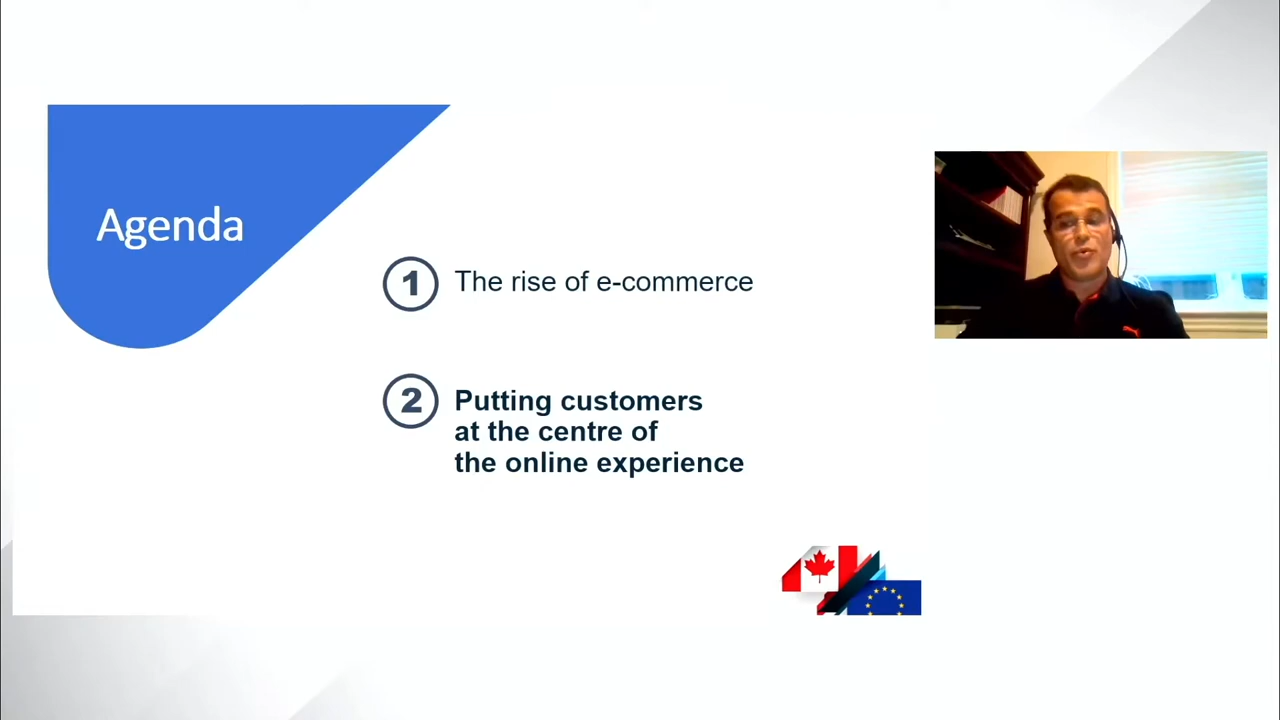 Agenda
1
The rise of e-commerce
2
Putting customers
at the centre of
the online experience